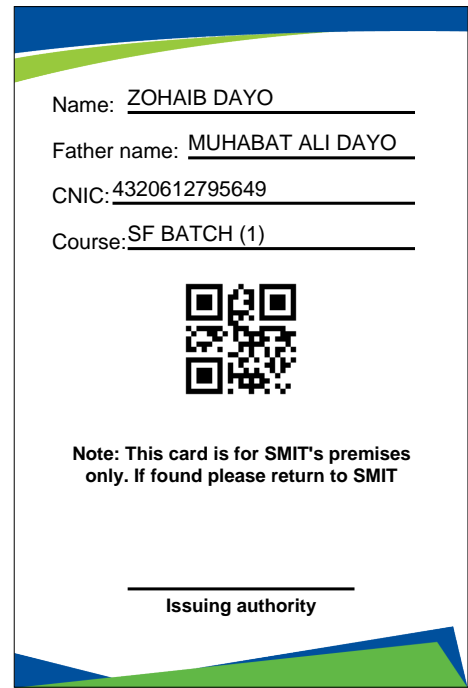 Name: ZOHAIB DAYO
Father name: MUHABAT ALI DAYO
CNIC: 4320612795649
Course: SF BATCH (1)
Note: This card is for SMIT's premises
only. If found please return to SMIT
Issuing authority